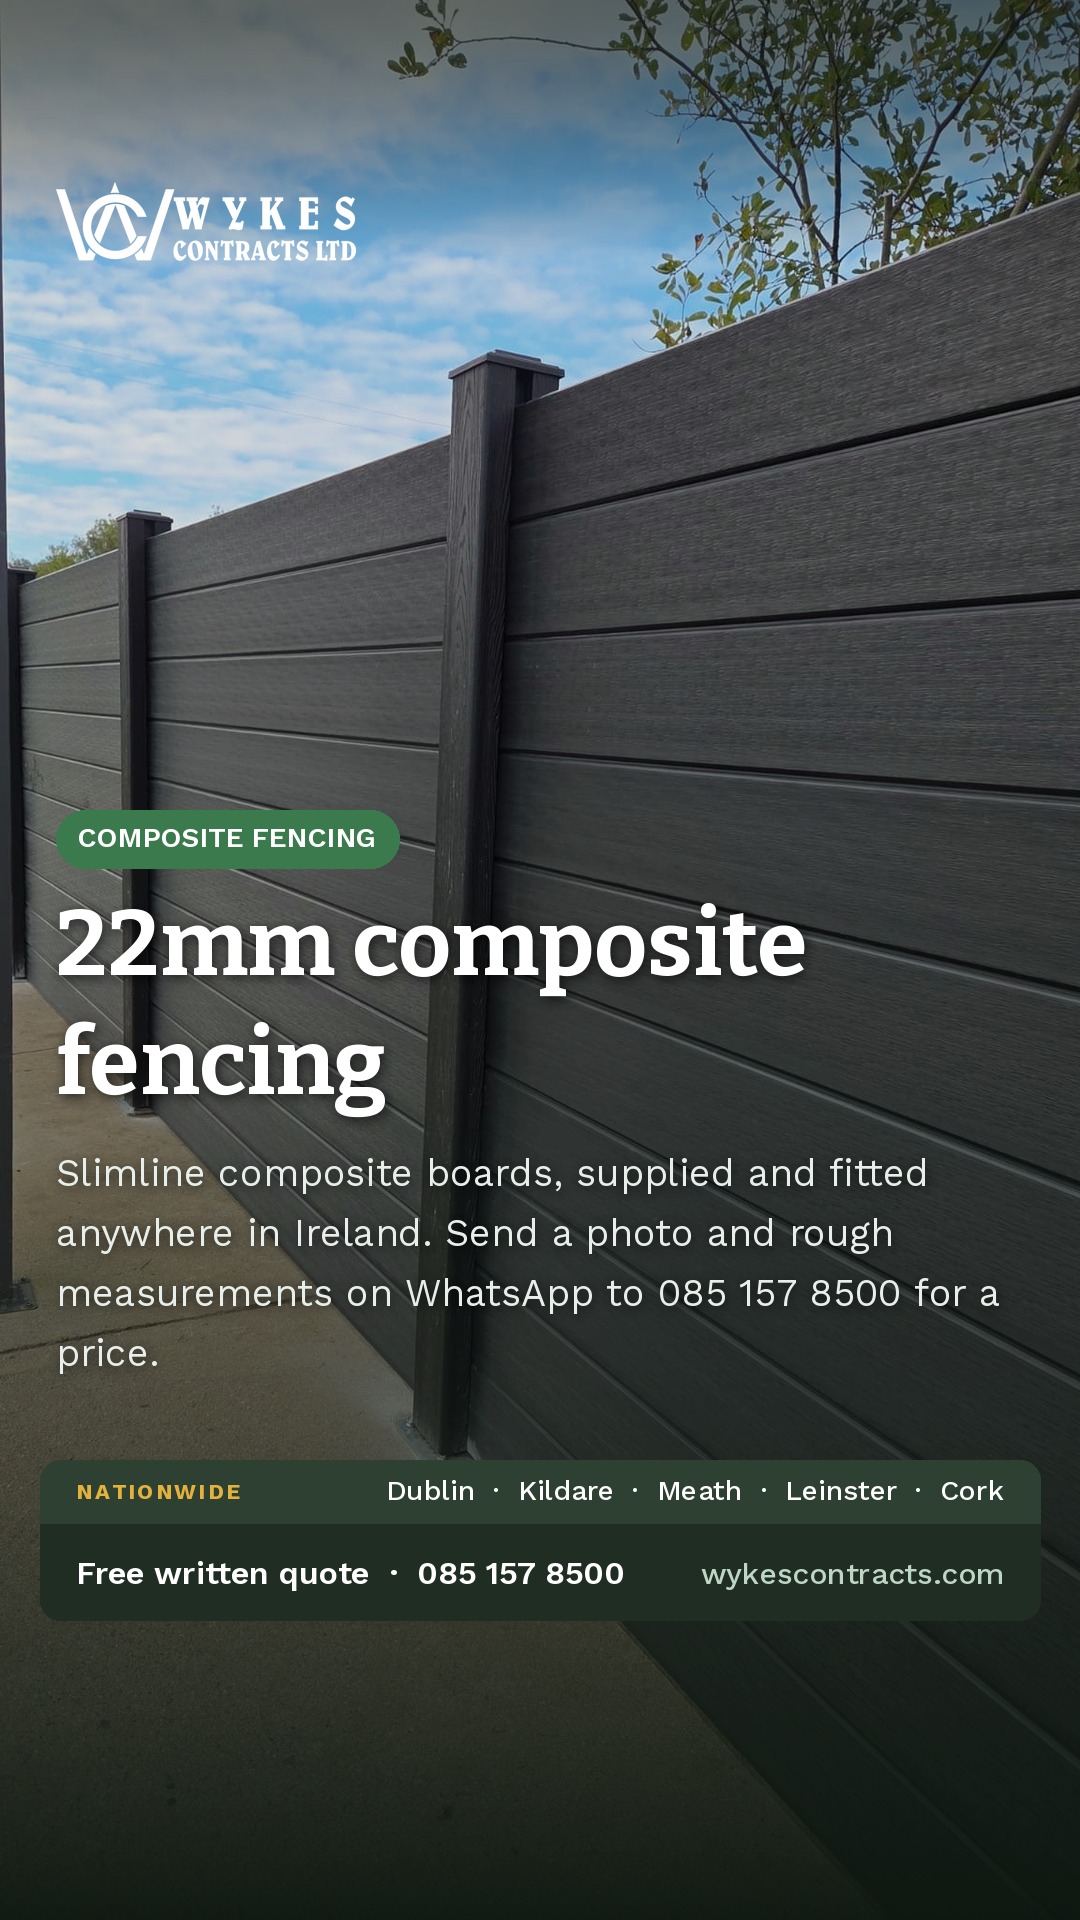 WYKES
CONTRACTS LTD
COMPOSITE FENCING
22mm composite
fencing
Slimline composite boards, supplied and fitted
anywhere in Ireland. Send a photo and rough
measurements on WhatsApp to 085 157 8500 for a
price.
NATIONWIDE Dublin · Kildare · Meath · Leinster · Cork
Free written quote · 085 157 8500 wykescontracts.com